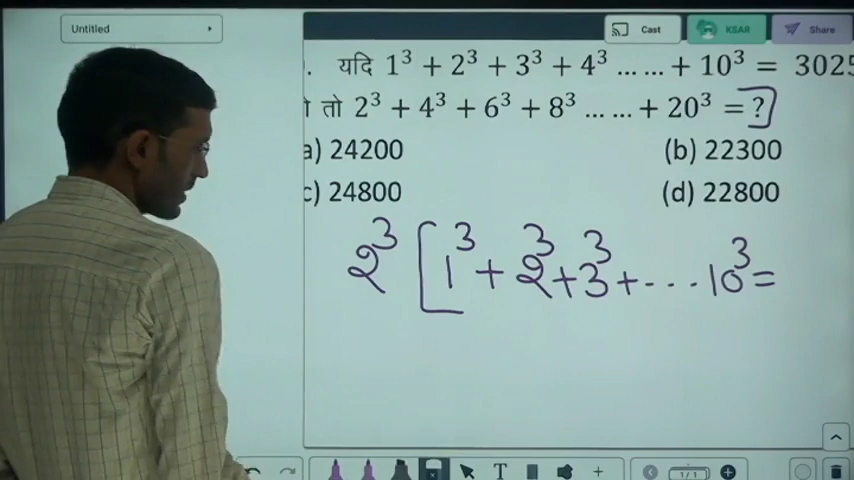 Untitled
Cast KSAR Share
. यदि 1³ + 2³ + 3³ + 4³ ... ... + 10³ = 3025
तो 2³ + 4³ + 6³ + 8³ ... ... + 20³ = ?
a) 24200 (b) 22300
c) 24800 (d) 22800
2³ [1³ + 2³ + 3³ + ... 10³ =
T 1/1